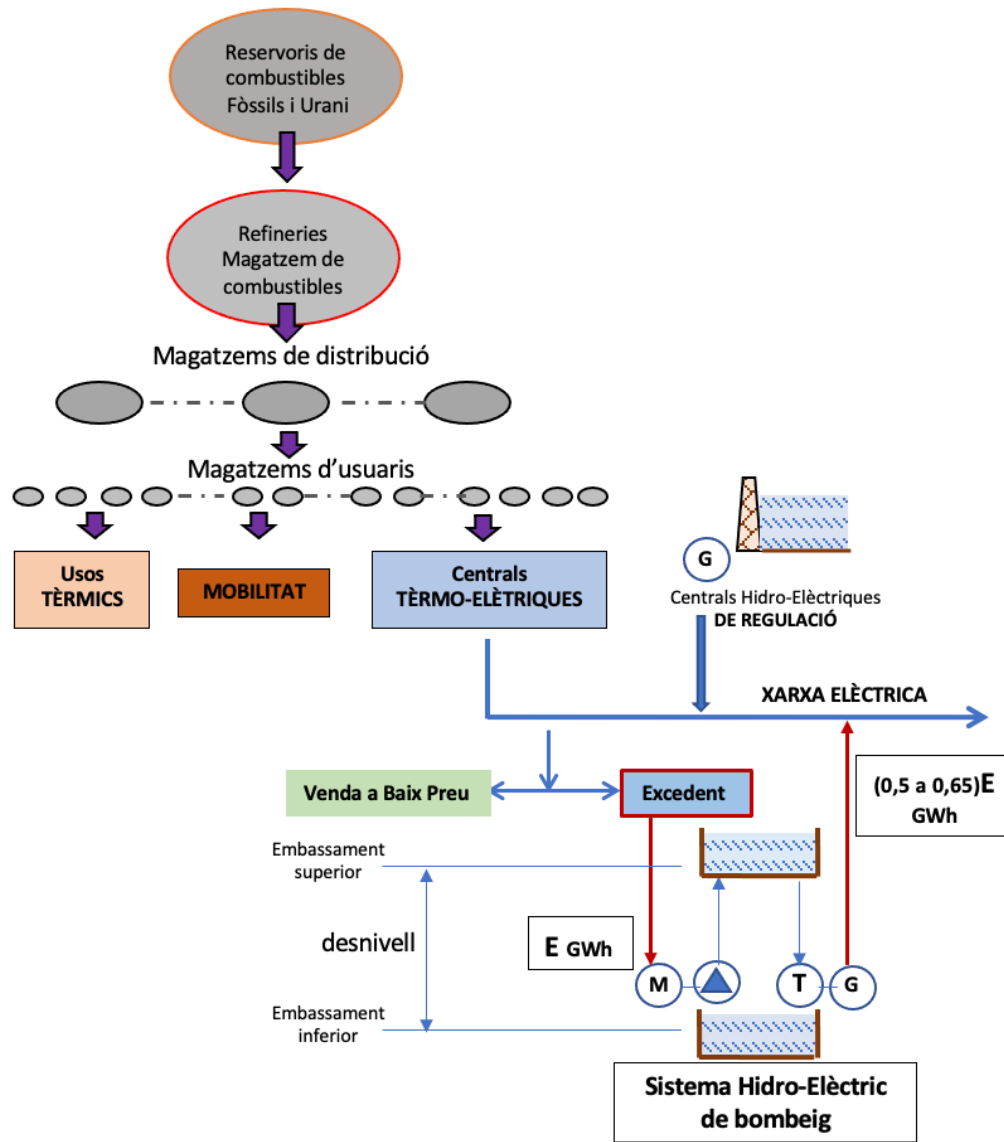 Reservoris de
combustibles
Fòssils i Urani
Refineries
Magatzem de
combustibles
Magatzems de distribució
Magatzems d'usuaris
Usos
TÈRMICS
MOBILITAT
Centrals
TÈRMO-ELÈTRIQUES
G
Centrals Hidro-Elèctriques
DE REGULACIÓ
XARXA ELÈCTRICA
Venda a Baix Preu
Excedent
(0,5 a 0,65)E
GWh
Embassament
superior
desnivell
E GWh
M
T
G
Embassament
inferior
Sistema Hidro-Elèctric
de bombeig